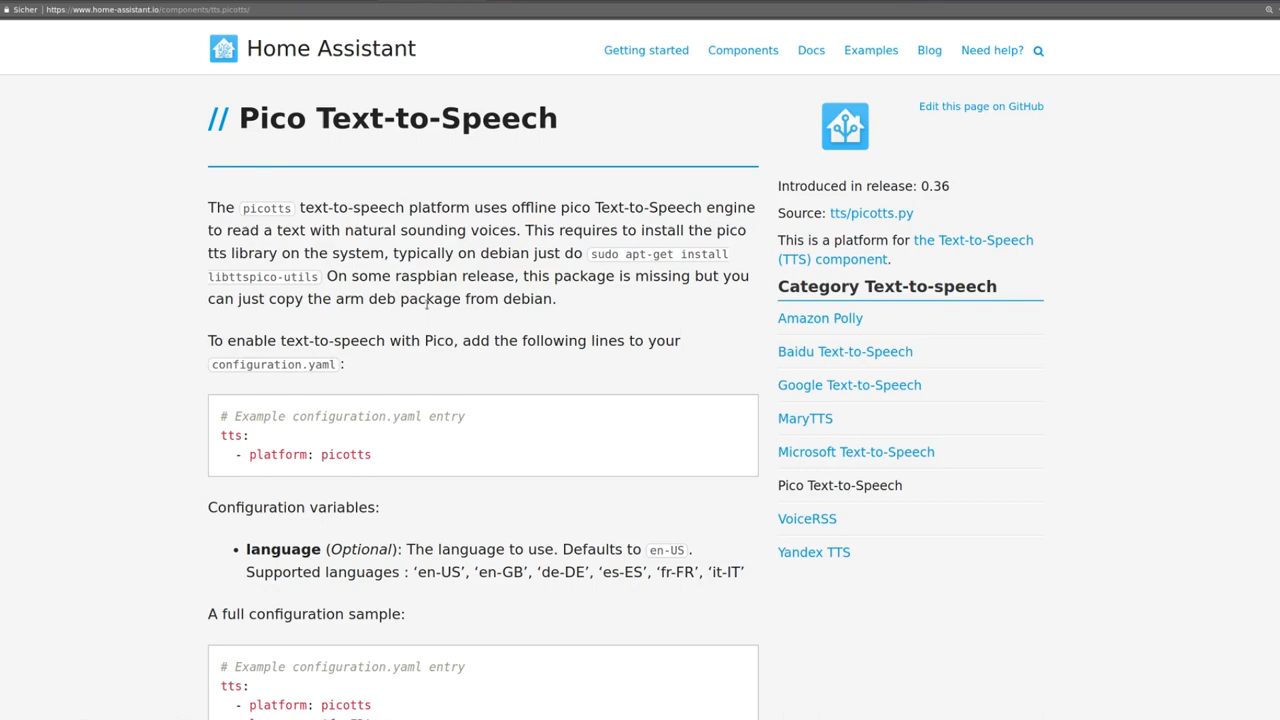 Sicher | https://www.home-assistant.io/components/tts.picotts/
Home Assistant
Getting started Components Docs Examples Blog Need help?
// Pico Text-to-Speech
The picotts text-to-speech platform uses offline pico Text-to-Speech engine
to read a text with natural sounding voices. This requires to install the pico
tts library on the system, typically on debian just do sudo apt-get install
libttspico-utils On some raspbian release, this package is missing but you
can just copy the arm deb package from debian.
To enable text-to-speech with Pico, add the following lines to your
configuration.yaml:
# Example configuration.yaml entry
tts:
- platform: picotts
Configuration variables:
• language (Optional): The language to use. Defaults to en-US.
Supported languages : ‘en-US’, ‘en-GB’, ‘de-DE’, ‘es-ES’, ‘fr-FR’, ‘it-IT’
A full configuration sample:
# Example configuration.yaml entry
tts:
- platform: picotts
Edit this page on GitHub
Introduced in release: 0.36
Source: tts/picotts.py
This is a platform for the Text-to-Speech
(TTS) component.
Category Text-to-speech
Amazon Polly
Baidu Text-to-Speech
Google Text-to-Speech
MaryTTS
Microsoft Text-to-Speech
Pico Text-to-Speech
VoiceRSS
Yandex TTS